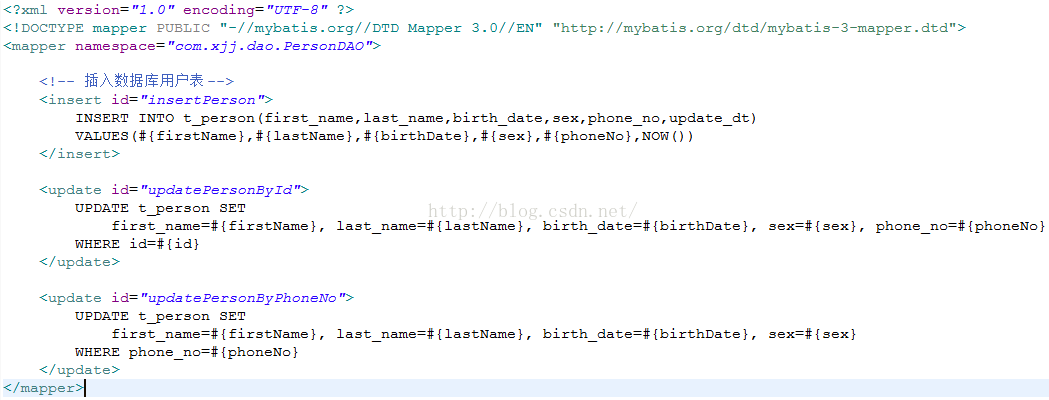 <?xml version="1.0" encoding="UTF-8" ?>
<!DOCTYPE mapper PUBLIC "-//mybatis.org//DTD Mapper 3.0//EN" "http://mybatis.org/dtd/mybatis-3-mapper.dtd">
<mapper namespace="com.xjj.dao.PersonDAO">
<!-- 插入数据库用户表 -->
<insert id="insertPerson">
INSERT INTO t_person(first_name,last_name,birth_date,sex,phone_no,update_dt)
VALUES(#{firstName},#{lastName},#{birthDate},#{sex},#{phoneNo},NOW())
</insert>
<update id="updatePersonById">
UPDATE t_person SET
http://blog.csdn.net/
first_name=#{firstName}, last_name=#{lastName}, birth_date=#{birthDate}, sex=#{sex}, phone_no=#{phoneNo}
WHERE id=#{id}
</update>
<update id="updatePersonByPhoneNo">
UPDATE t_person SET
first_name=#{firstName}, last_name=#{lastName}, birth_date=#{birthDate}, sex=#{sex}
WHERE phone_no=#{phoneNo}
</update>
</mapper>